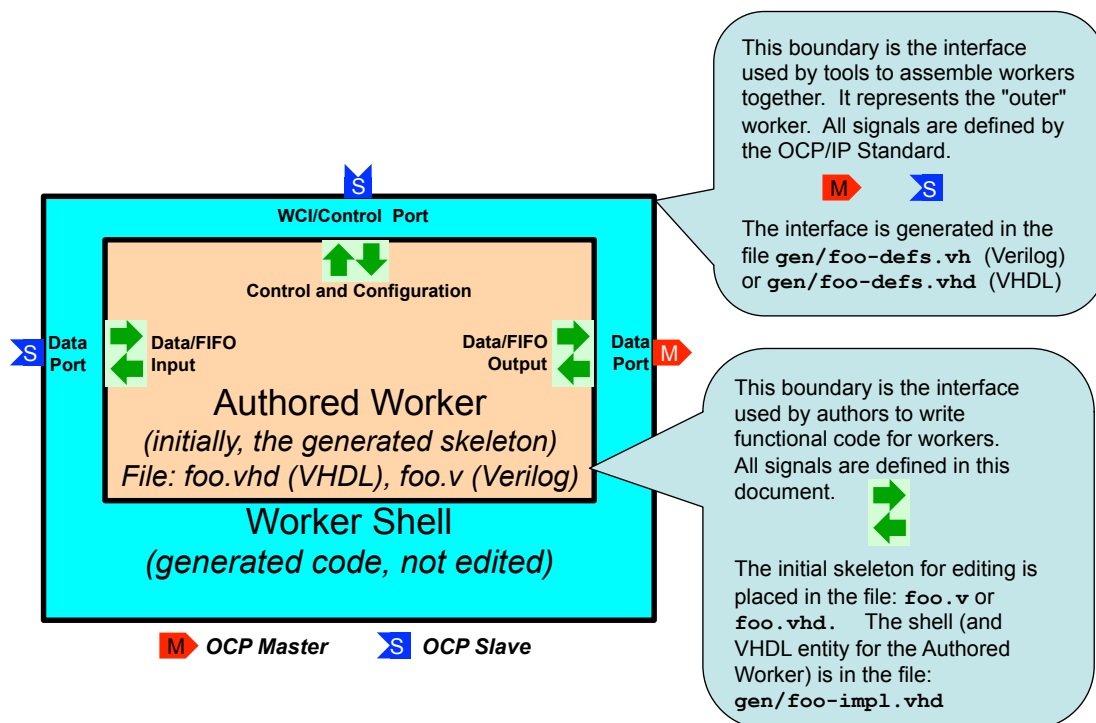 This boundary is the interface
used by tools to assemble workers
together. It represents the "outer"
worker. All signals are defined by
the OCP/IP Standard.
M S
The interface is generated in the
file gen/foo-defs.vh (Verilog)
or gen/foo-defs.vhd (VHDL)
S
WCI/Control Port
Control and Configuration
S
Data
Port
Data/FIFO
Input
Data/FIFO
Output
Data
Port
M
Authored Worker
(initially, the generated skeleton)
File: foo.vhd (VHDL), foo.v (Verilog)
Worker Shell
(generated code, not edited)
M OCP Master S OCP Slave
This boundary is the interface
used by authors to write
functional code for workers.
All signals are defined in this
document.
The initial skeleton for editing is
placed in the file: foo.v or
foo.vhd. The shell (and
VHDL entity for the Authored
Worker) is in the file:
gen/foo-impl.vhd